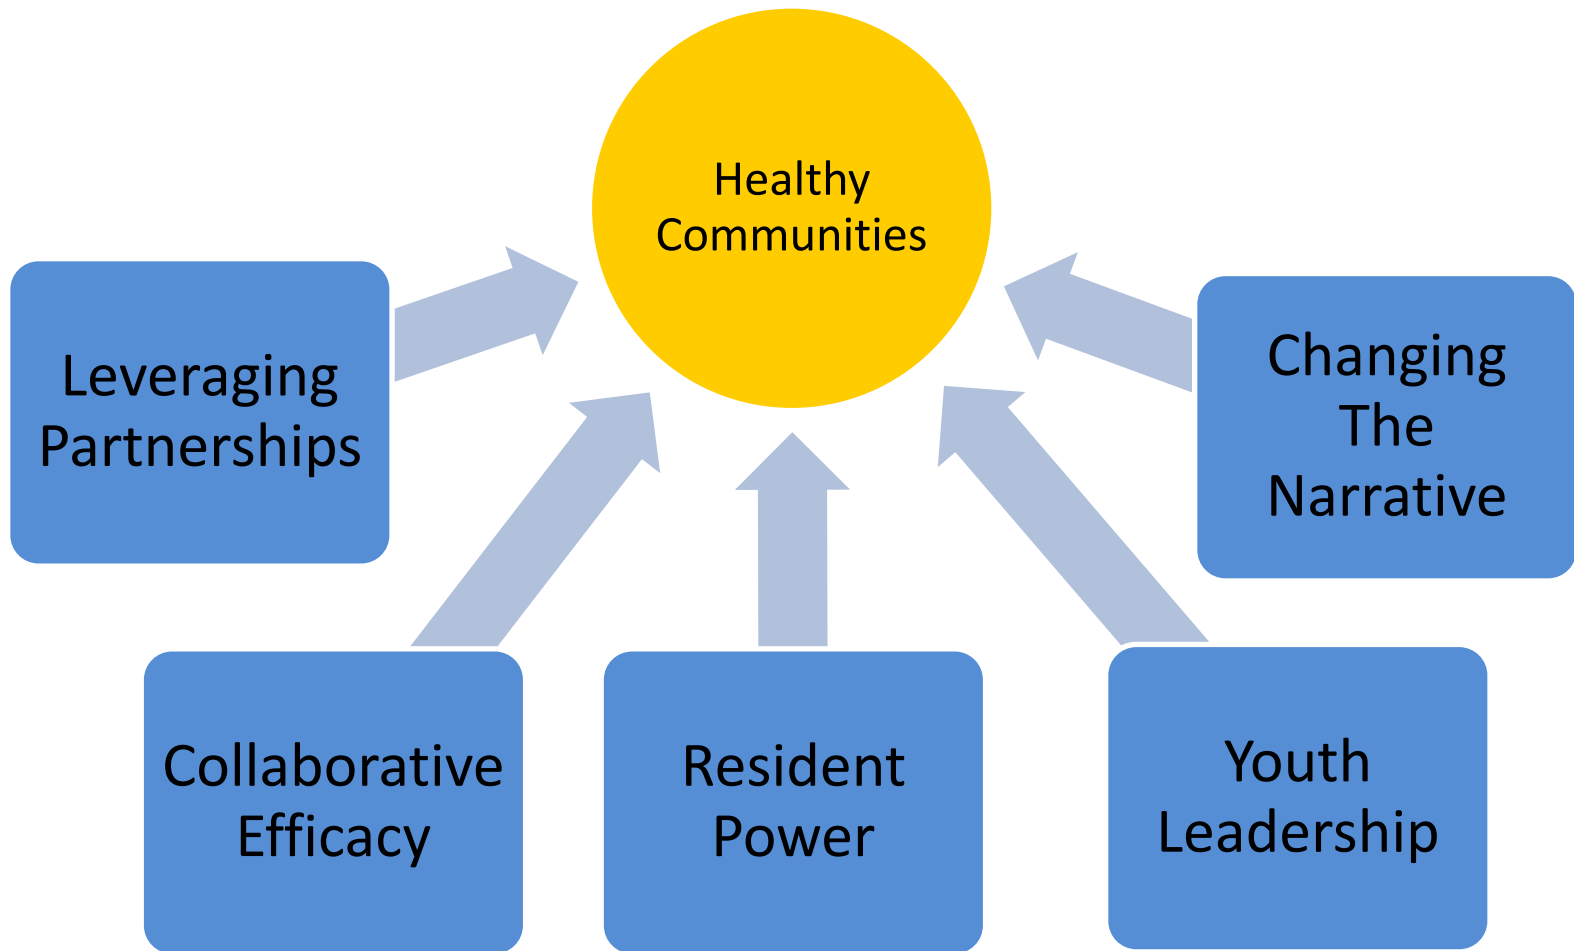 Healthy
Communities
Leveraging
Partnerships
Changing
The
Narrative
Collaborative
Efficacy
Resident
Power
Youth
Leadership